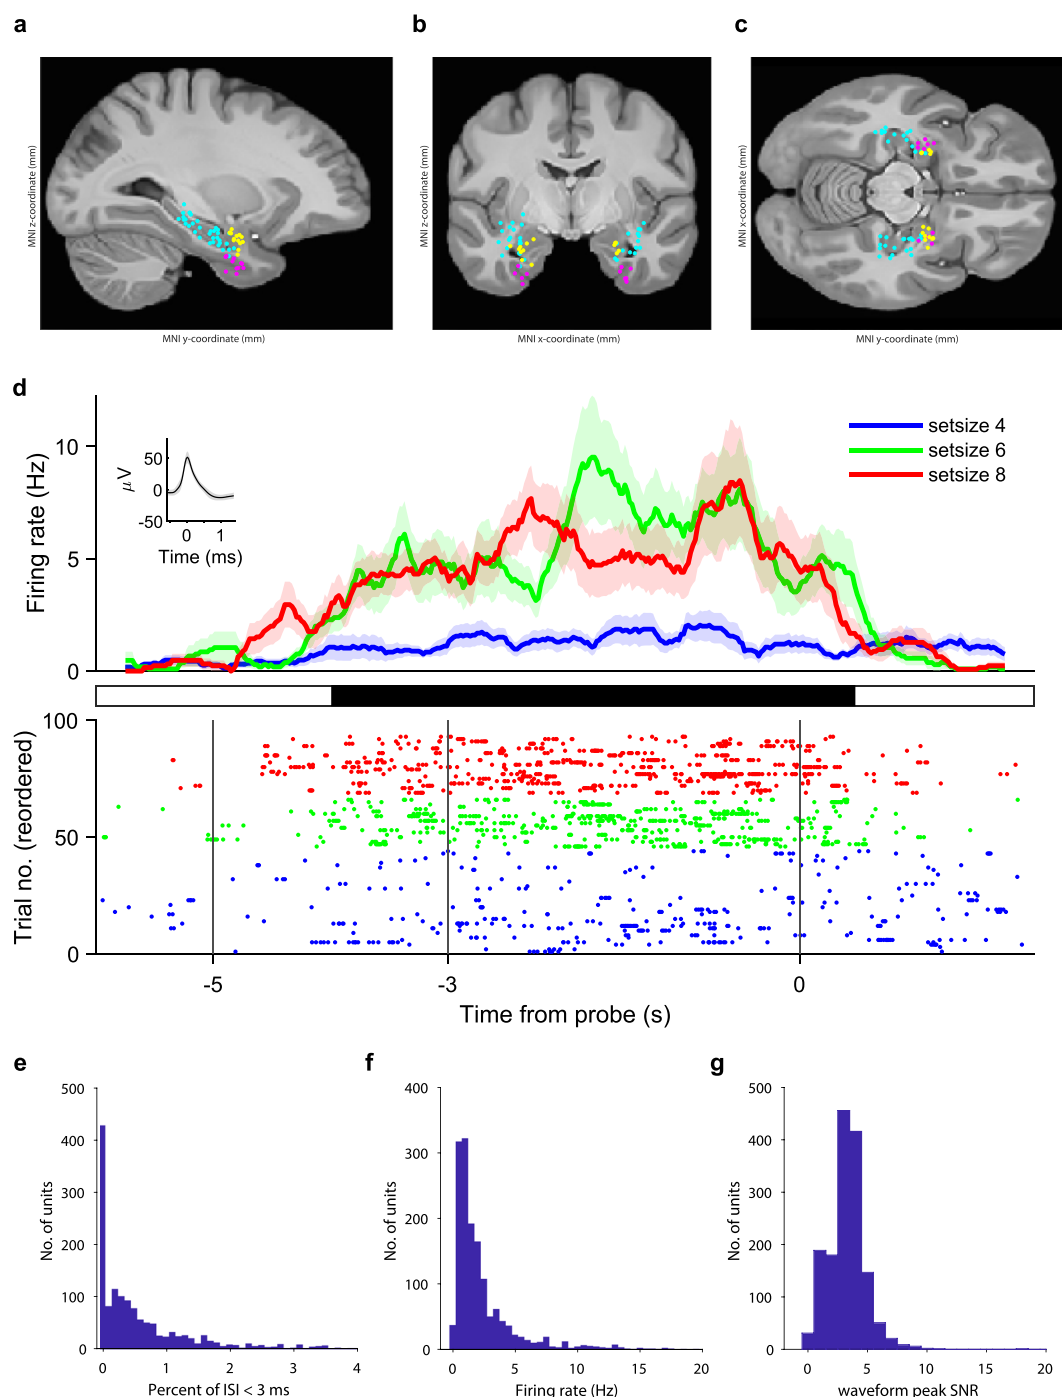 a
b
c
MNI z-coordinate (mm)
MNI y-coordinate (mm)
MNI z-coordinate (mm)
MNI x-coordinate (mm)
MNI x-coordinate (mm)
MNI y-coordinate (mm)
d
Firing rate (Hz)
10
5
0
μV
50
0
-50
0 1
Time (ms)
setsize 4
setsize 6
setsize 8
Trial no. (reordered)
100
50
0
-5 -3 0
Time from probe (s)
e
No. of units
500
400
300
200
100
0
0 1 2 3 4
Percent of ISI < 3 ms
f
No. of units
400
300
200
100
0
0 5 10 15 20
Firing rate (Hz)
g
No. of units
500
400
300
200
100
0
0 5 10 15 20
waveform peak SNR